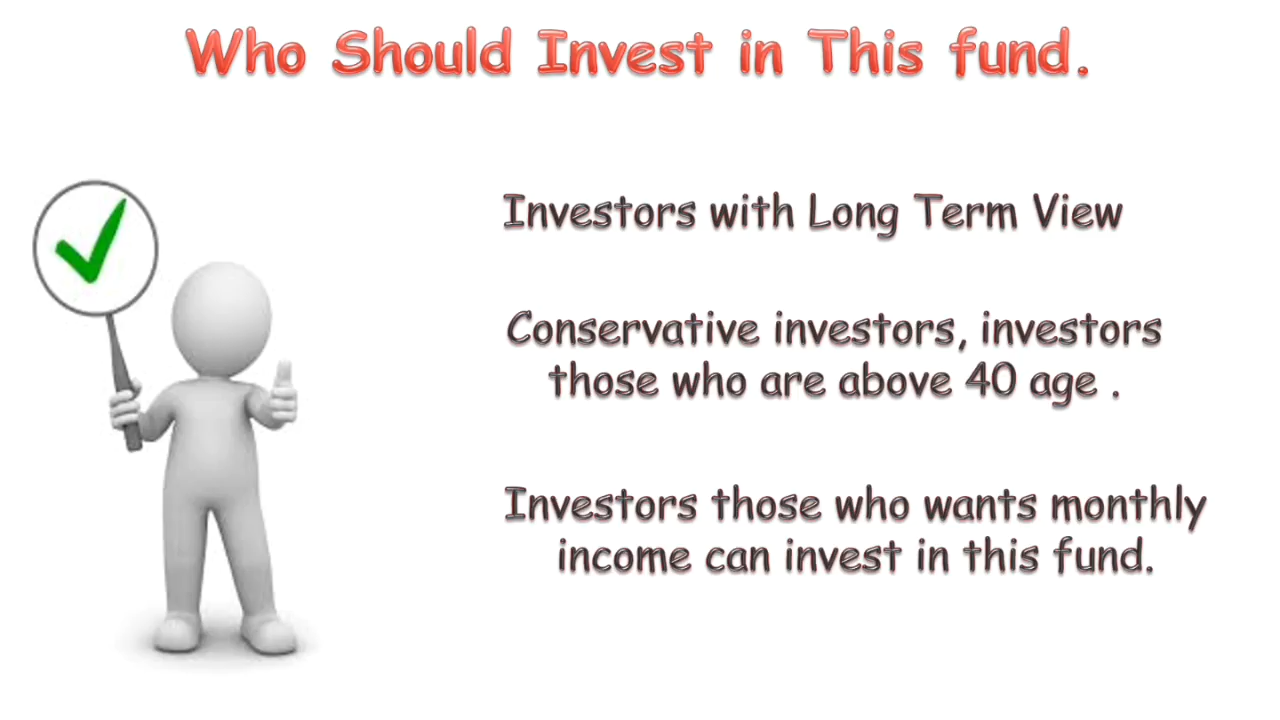 Who Should Invest in This fund.
Investors with Long Term View
Conservative investors, investors
those who are above 40 age .
Investors those who wants monthly
income can invest in this fund.